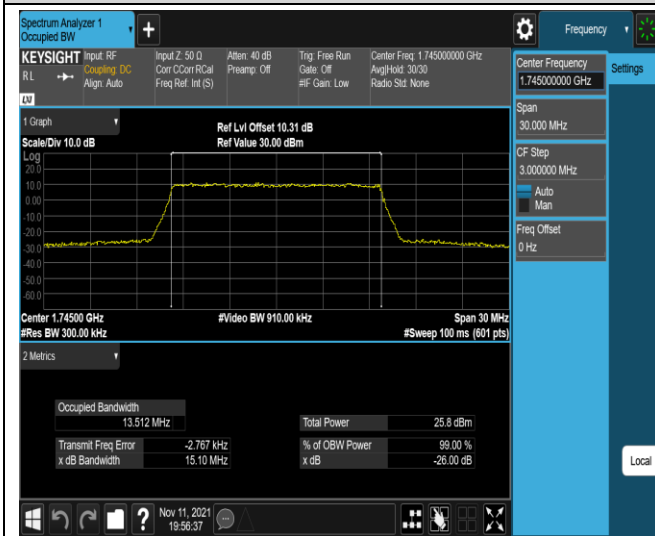 Spectrum Analyzer 1
Occupied BW
Frequency
KEYSIGHT
RL
LXI
Input: RF
Coupling: DC
Align: Auto
Input Z: 50 Ω
Corr CCorr RCal
Freq Ref: Int (S)
Atten: 40 dB
Preamp: Off
Trig: Free Run
Gate: Off
#IF Gain: Low
Center Freq: 1.745000000 GHz
Avg|Hold: 30/30
Radio Std: None
Center Frequency
1.745000000 GHz
Settings
Span
30.000 MHz
CF Step
3.000000 MHz
Auto
Man
Freq Offset
0 Hz
1 Graph
Scale/Div 10.0 dB
Ref Lvl Offset 10.31 dB
Ref Value 30.00 dBm
Log
20.0
10.0
0.00
-10.0
-20.0
-30.0
-40.0
-50.0
-60.0
Center 1.74500 GHz
#Video BW 910.00 kHz
Span 30 MHz
#Res BW 300.00 kHz
#Sweep 100 ms (601 pts)
2 Metrics
Occupied Bandwidth
13.512 MHz
Total Power 25.8 dBm
Transmit Freq Error -2.767 kHz
% of OBW Power 99.00 %
x dB Bandwidth 15.10 MHz
x dB -26.00 dB
Local
?
Nov 11, 2021
19:56:37